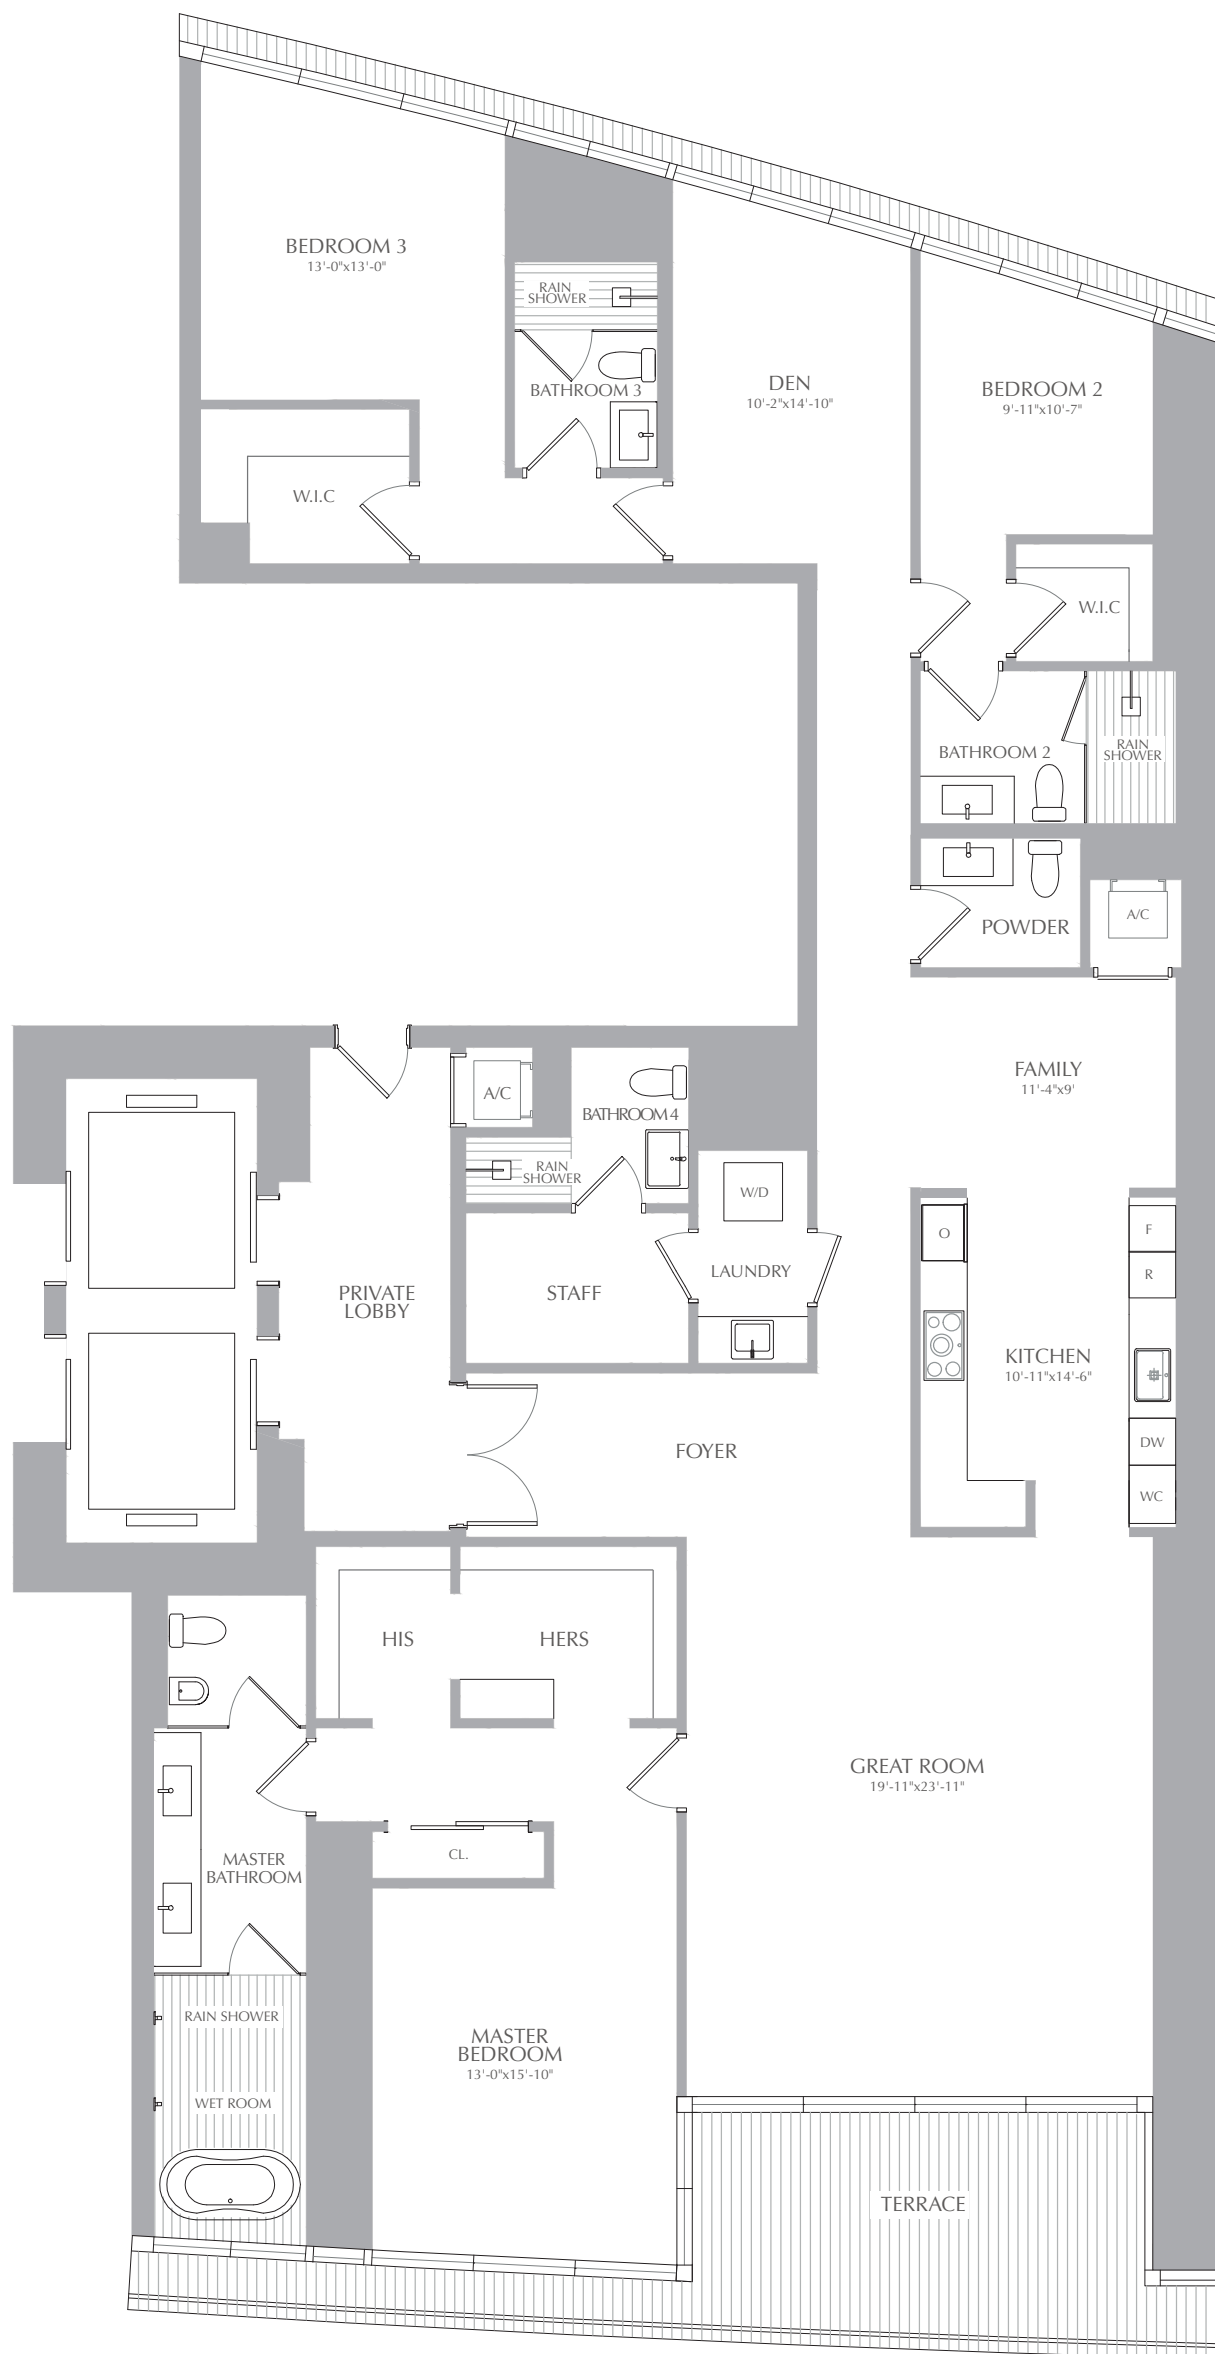 BEDROOM 3
13'-0"x13'-0"
RAIN
SHOWER
BATHROOM 3
DEN
10'-2"x14'-10"
BEDROOM 2
9'-11"x10'-7"
W.I.C
W.I.C
BATHROOM 2
RAIN
SHOWER
POWDER
A/C
FAMILY
11'-4"x9'
A/C
BATHROOM 4
RAIN
SHOWER
W/D
LAUNDRY
STAFF
PRIVATE
LOBBY
O
F
R
KITCHEN
10'-11"x14'-6"
DW
WC
FOYER
HIS
HERS
GREAT ROOM
19'-11"x23'-11"
CL.
MASTER
BATHROOM
RAIN SHOWER
WET ROOM
MASTER
BEDROOM
13'-0"x15'-10"
TERRACE